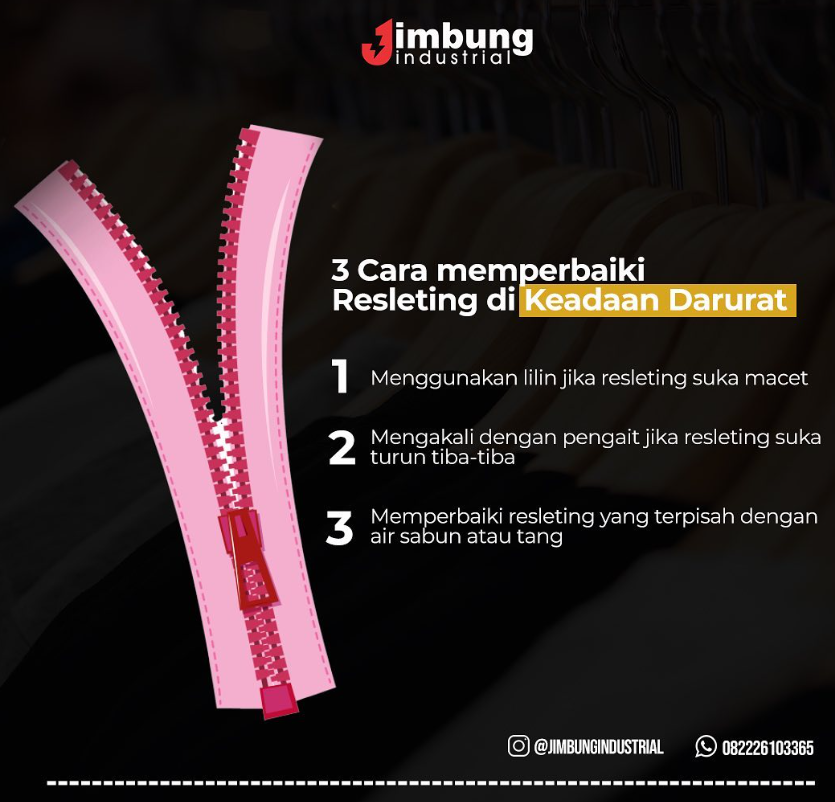 Jimbung
industrial
3 Cara memperbaiki
Resleting di Keadaan Darurat
1 Menggunakan lilin jika resleting suka macet
2 Mengakali dengan pengait jika resleting suka
turun tiba-tiba
3 Memperbaiki resleting yang terpisah dengan
air sabun atau tang
@JIMBUNGINDUSTRIAL 082226103365